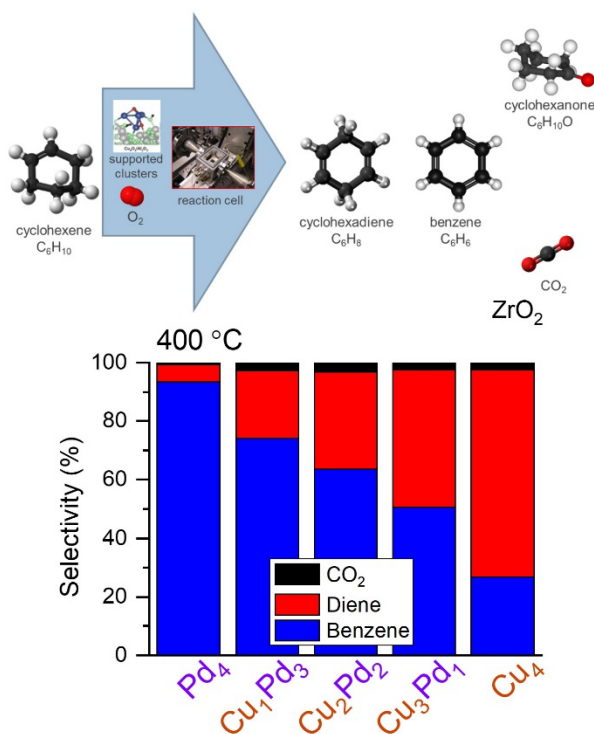 supported
clusters
O₂
reaction cell
cyclohexene
C₆H₁₀
cyclohexanone
C₆H₁₀O
cyclohexadiene
C₆H₈
benzene
C₆H₆
CO₂
ZrO₂
400 °C
Selectivity (%)
100
80
60
40
20
0
CO₂
Diene
Benzene
Pd₄
Cu₁Pd₃
Cu₂Pd₂
Cu₃Pd₁
Cu₄